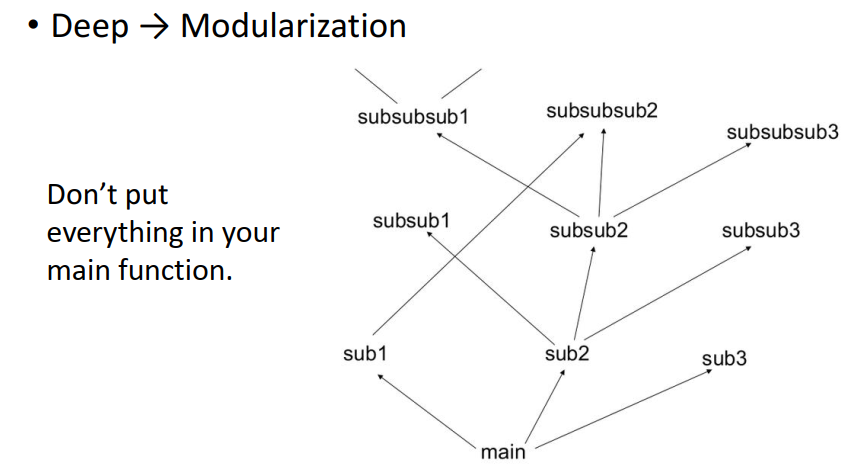 • Deep → Modularization
subsubsub1
subsubsub2
subsubsub3
Don’t put
everything in your
main function.
subsub1
subsub2
subsub3
sub1
sub2
sub3
main